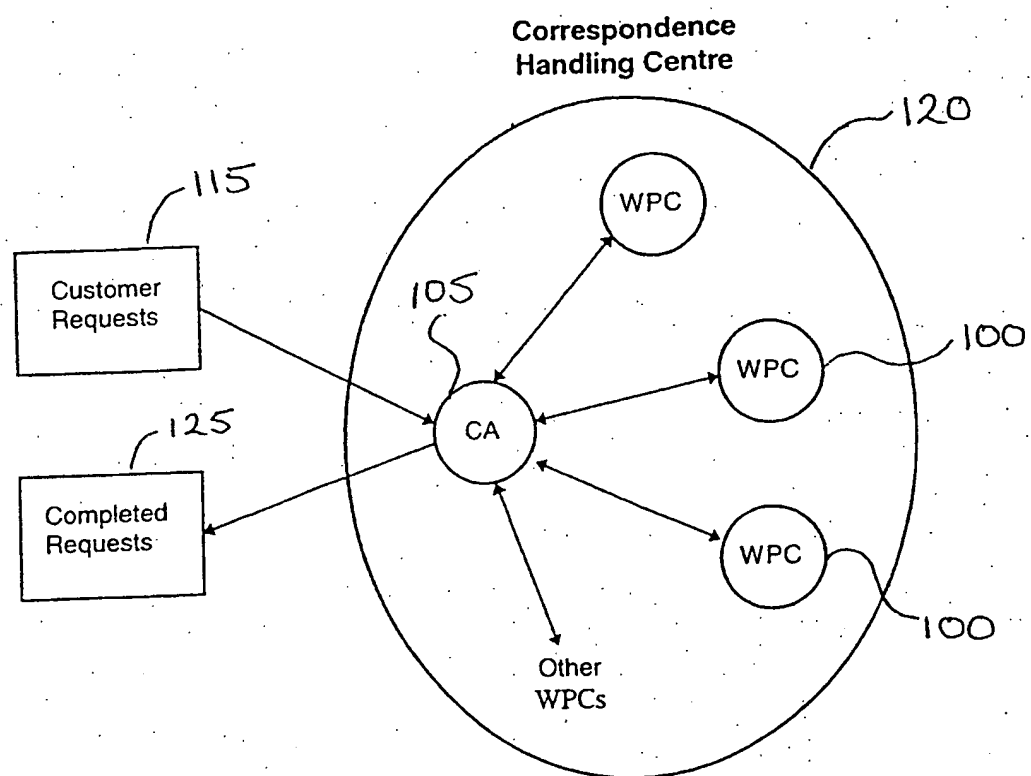 Correspondence
Handling Centre
120
115
WPC
Customer
Requests
105
100
WPC
125
CA
Completed
Requests
WPC
100
Other
WPCs